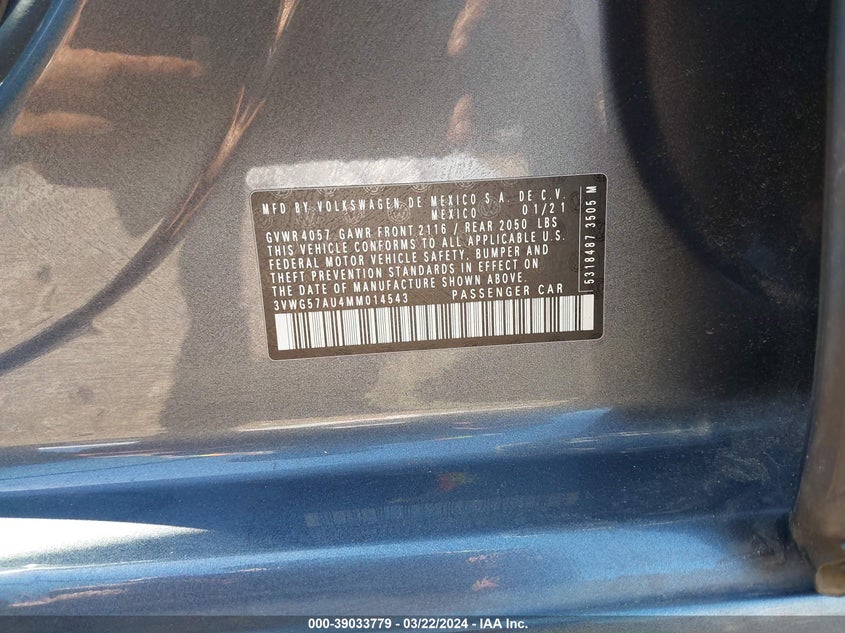 MFD BY VOLKSWAGEN DE MEXICO S.A. DE C.V.
MEXICO 01/21
GVWR 4057 GAWR FRONT 2116 / REAR 2050 LBS
THIS VEHICLE CONFORMS TO ALL APPLICABLE U.S.
FEDERAL MOTOR VEHICLE SAFETY, BUMPER AND
THEFT PREVENTION STANDARDS IN EFFECT ON
THE DATE OF MANUFACTURE SHOWN ABOVE
3VWG57AU4MM014543 PASSENGER CAR
5318487 3505 M
000-39033779 — 03/22/2024 — IAA Inc.